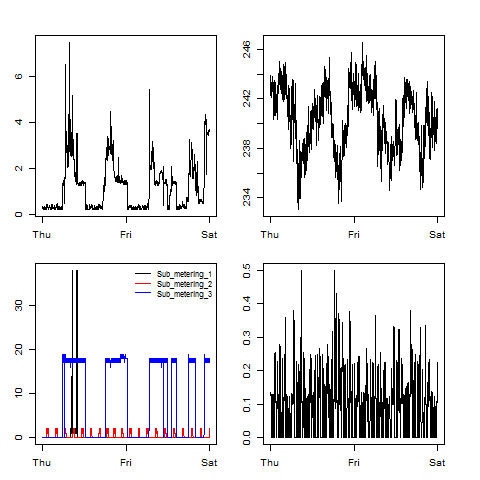 6
4
2
0
Thu
Fri
Sat
246
242
238
234
Thu
Fri
Sat
30
20
10
0
Sub_metering_1
Sub_metering_2
Sub_metering_3
Thu
Fri
Sat
0.5
0.4
0.3
0.2
0.1
0.0
Thu
Fri
Sat